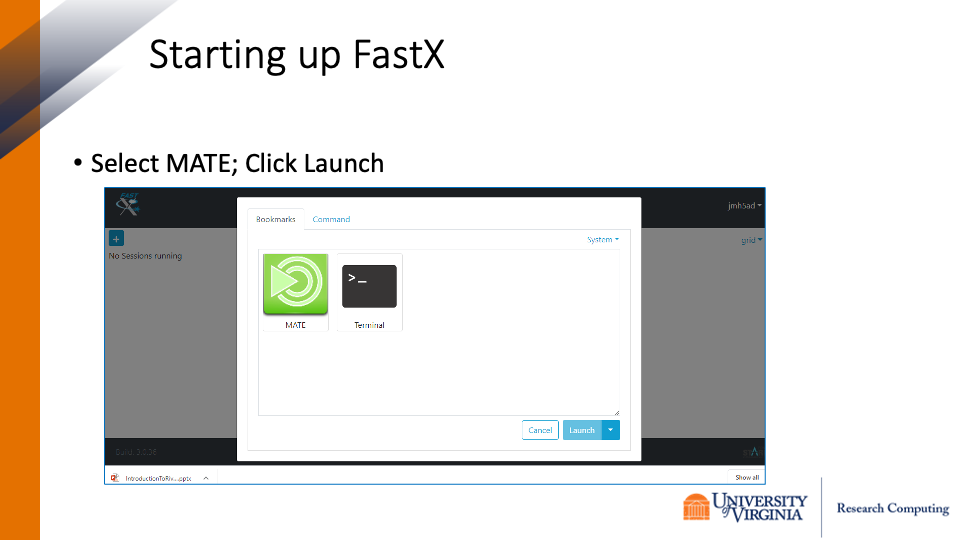 Starting up FastX
• Select MATE; Click Launch
FAST
jmh5ad
Bookmarks Command
System
grid
+
No Sessions running
>_
MATE Terminal
Cancel Launch
Build: 3.0.38
IntroductionToRiv....pptx
Show all
UNIVERSITY
of VIRGINIA
Research Computing